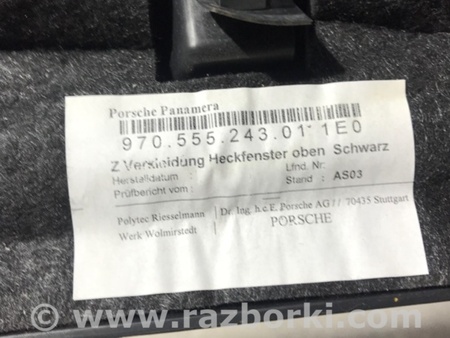 Porsche Panamera
970.555.243.01 1E0
Z Verkleidung Heckfenster oben Schwarz
Herstelldatum : Lfnd. Nr:
Prüfbericht vom : Stand : AS03
Polytec Riesselmann
Werk Wolmirstedt
Dr. Ing. h.c.F. Porsche AG // 70435 Stuttgart
PORSCHE
www.razborki.com